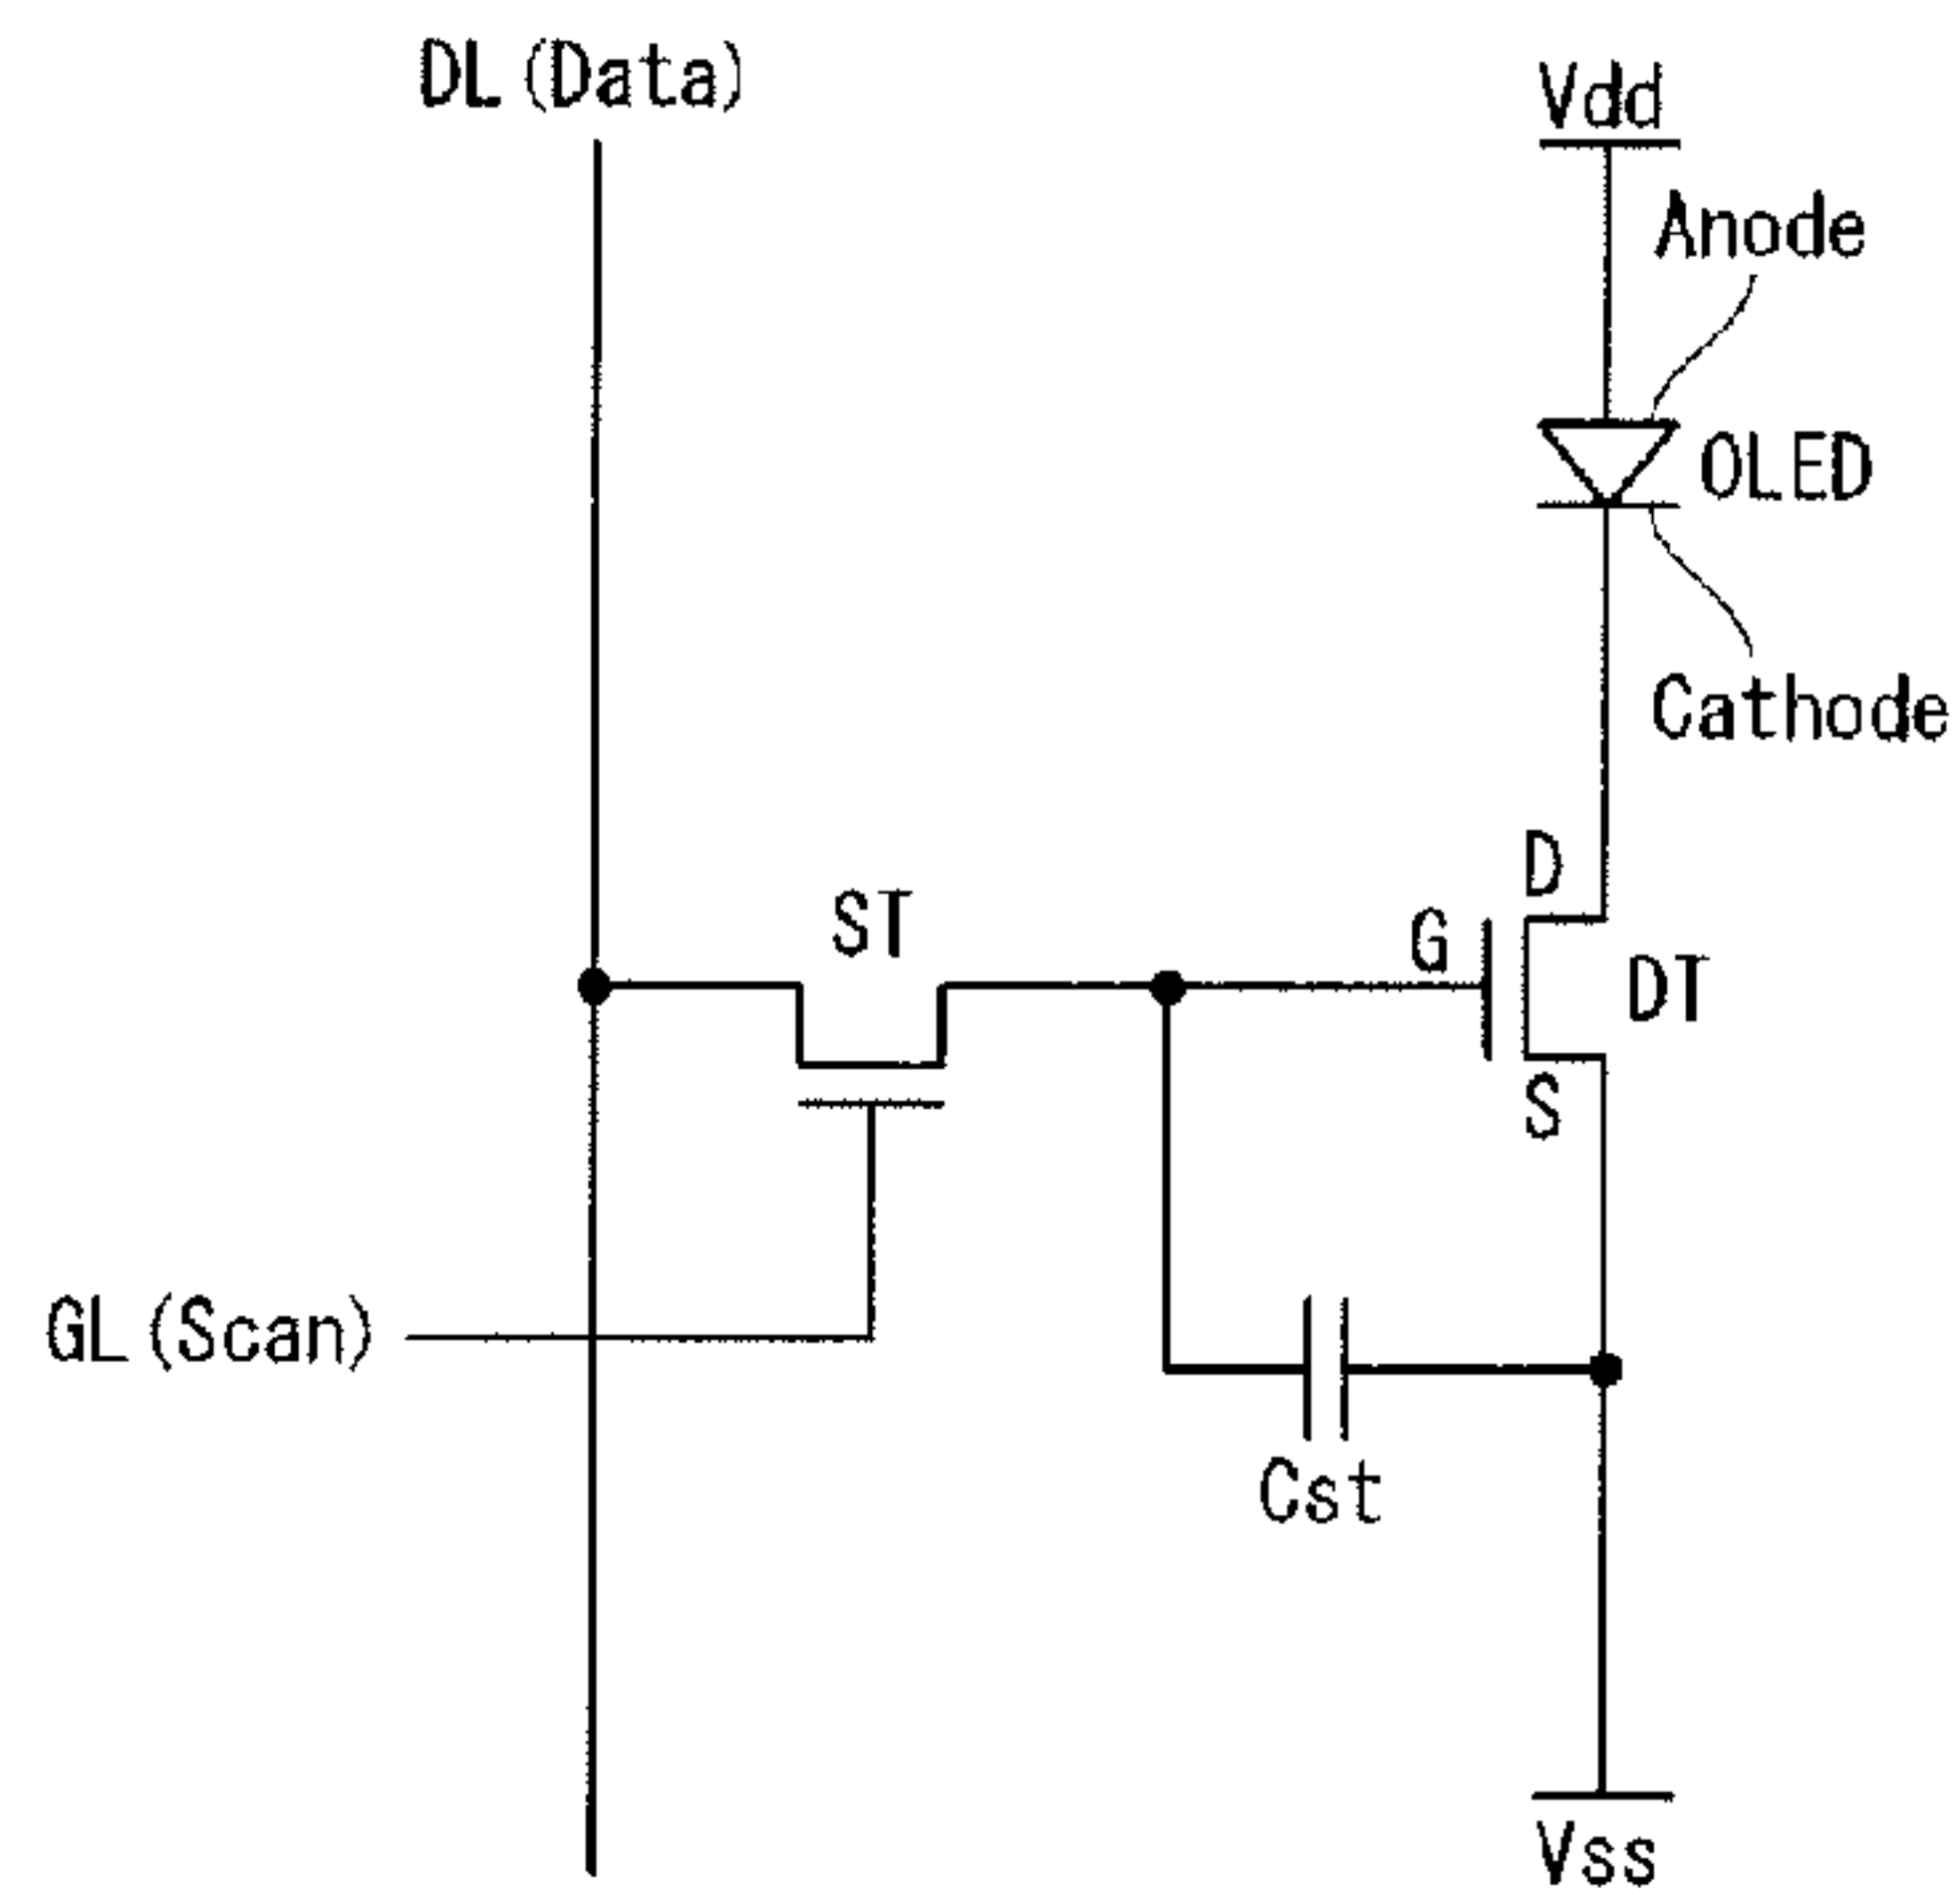 DL(Data)
Vdd
Anode
OLED
Cathode
D
ST
G
DT
S
GL(Scan)
Cst
Vss